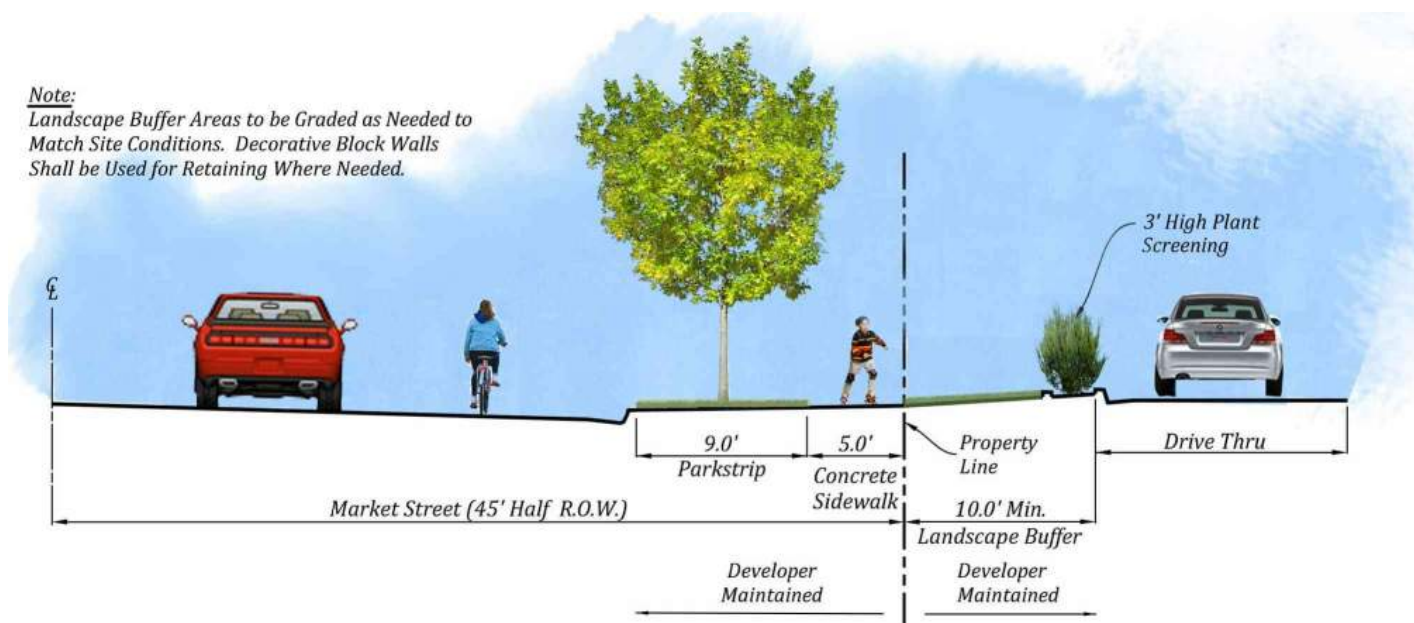 Note:
Landscape Buffer Areas to be Graded as Needed to
Match Site Conditions. Decorative Block Walls
Shall be Used for Retaining Where Needed.
3' High Plant
Screening
℄
9.0'
Parkstrip
5.0'
Concrete
Sidewalk
Property
Line
Drive Thru
Market Street (45' Half R.O.W.)
10.0' Min.
Landscape Buffer
Developer
Maintained
Developer
Maintained